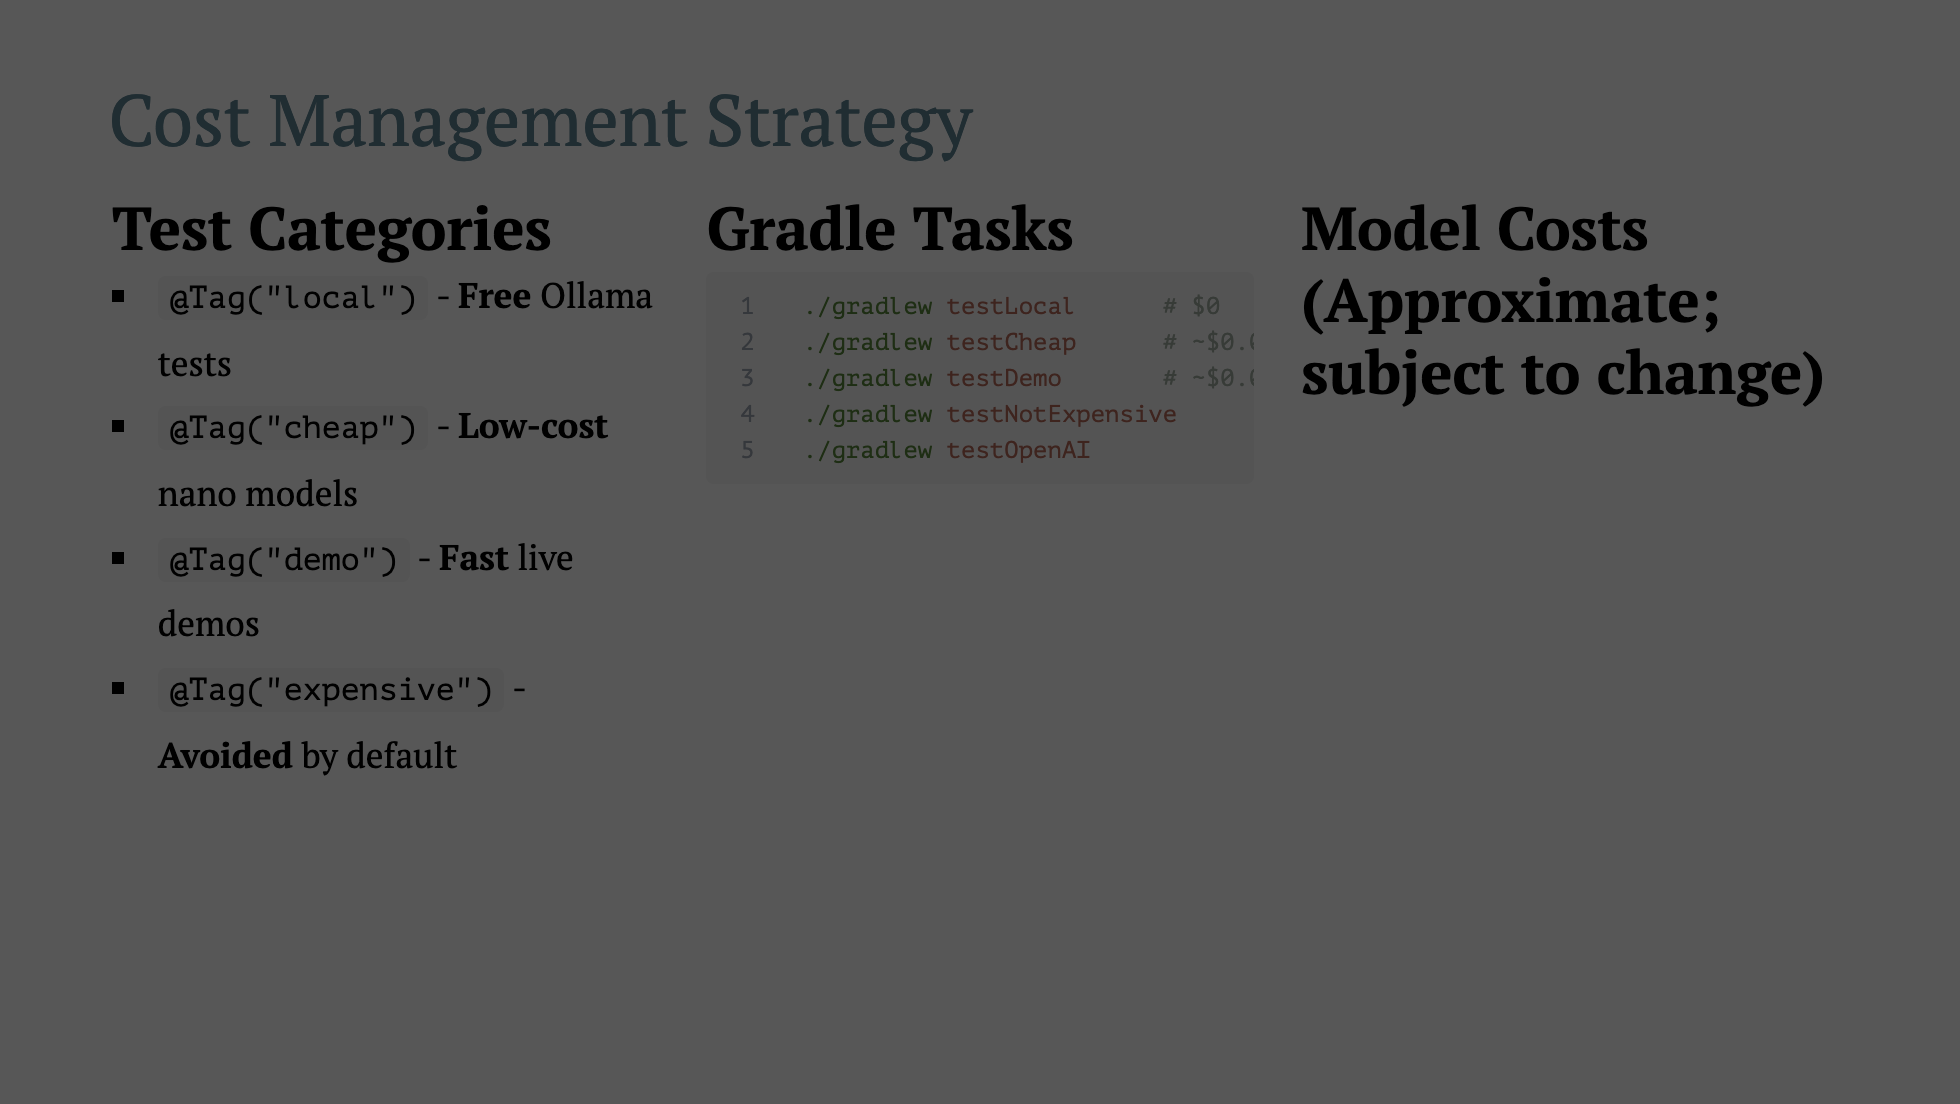 Cost Management Strategy
Test Categories
@Tag("local") - Free Ollama
tests
@Tag("cheap") - Low-cost
nano models
@Tag("demo") - Fast live
demos
@Tag("expensive") -
Avoided by default
Gradle Tasks
1 ./gradlew testLocal # $0
2 ./gradlew testCheap # ~$0.0
3 ./gradlew testDemo # ~$0.0
4 ./gradlew testNotExpensive
5 ./gradlew testOpenAI
Model Costs
(Approximate;
subject to change)